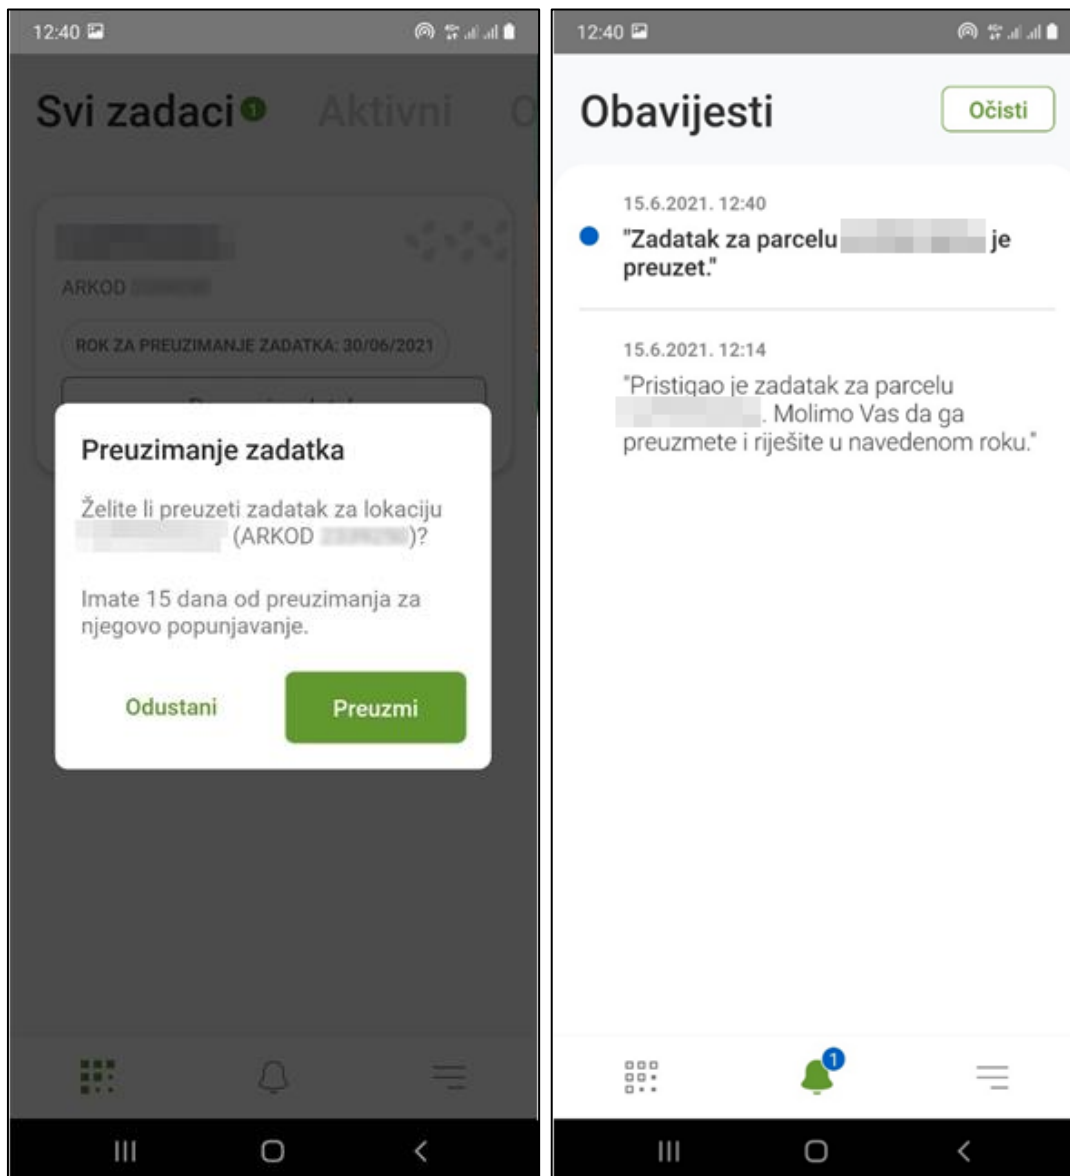 12:40
Svi zadaci 1 Aktivni O
ARKOD
ROK ZA PREUZIMANJE ZADATKA: 30/06/2021
Preuzimanje zadatka
Želite li preuzeti zadatak za lokaciju
(ARKOD )?
Imate 15 dana od preuzimanja za
njegovo popunjavanje.
Odustani Preuzmi
12:40
Obavijesti Očisti
15.6.2021. 12:40
"Zadatak za parcelu je
preuzet."
15.6.2021. 12:14
"Pristigao je zadatak za parcelu
. Molimo Vas da ga
preuzmete i riješite u navedenom roku."
1